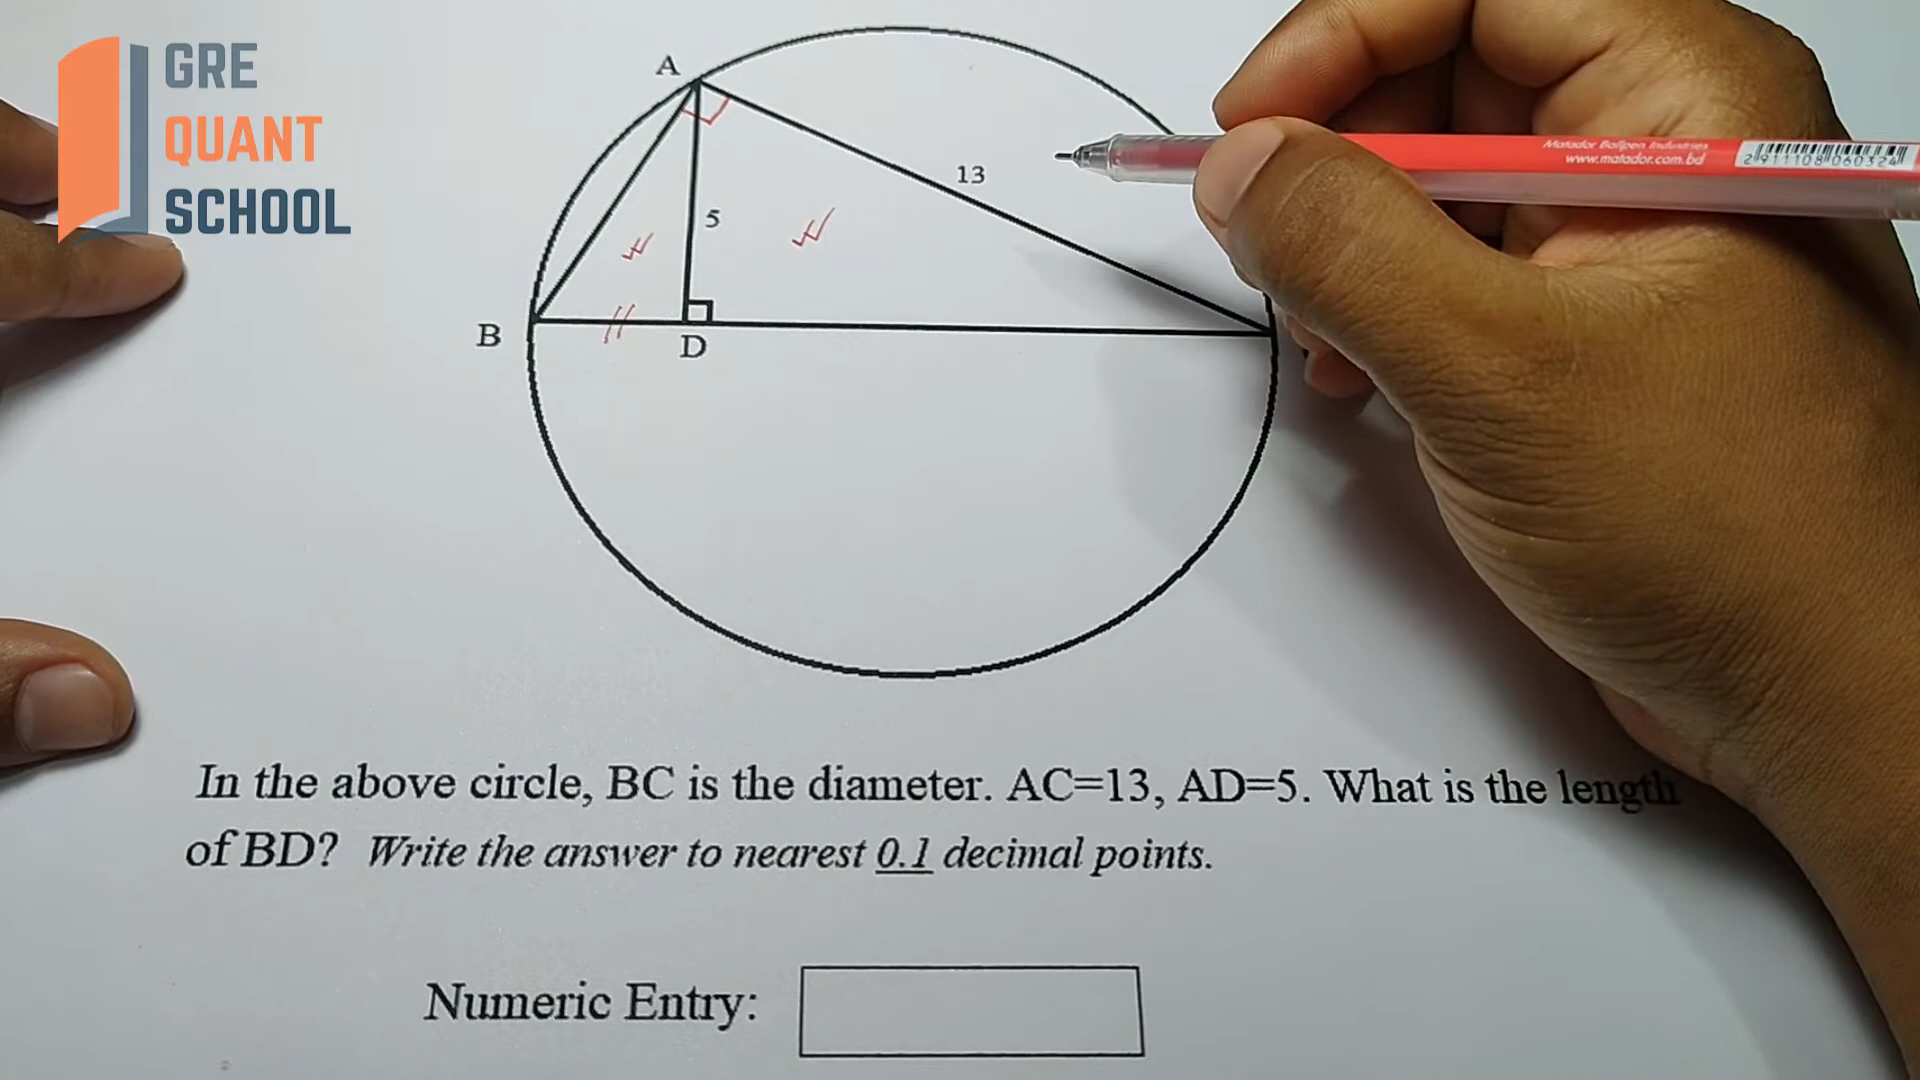 GRE
QUANT
SCHOOL
A
13
5
B
D
Matador Ballpen Industries
www.matador.com.bd
2911108060324
In the above circle, BC is the diameter. AC=13, AD=5. What is the length
of BD? Write the answer to nearest 0.1 decimal points.
Numeric Entry: